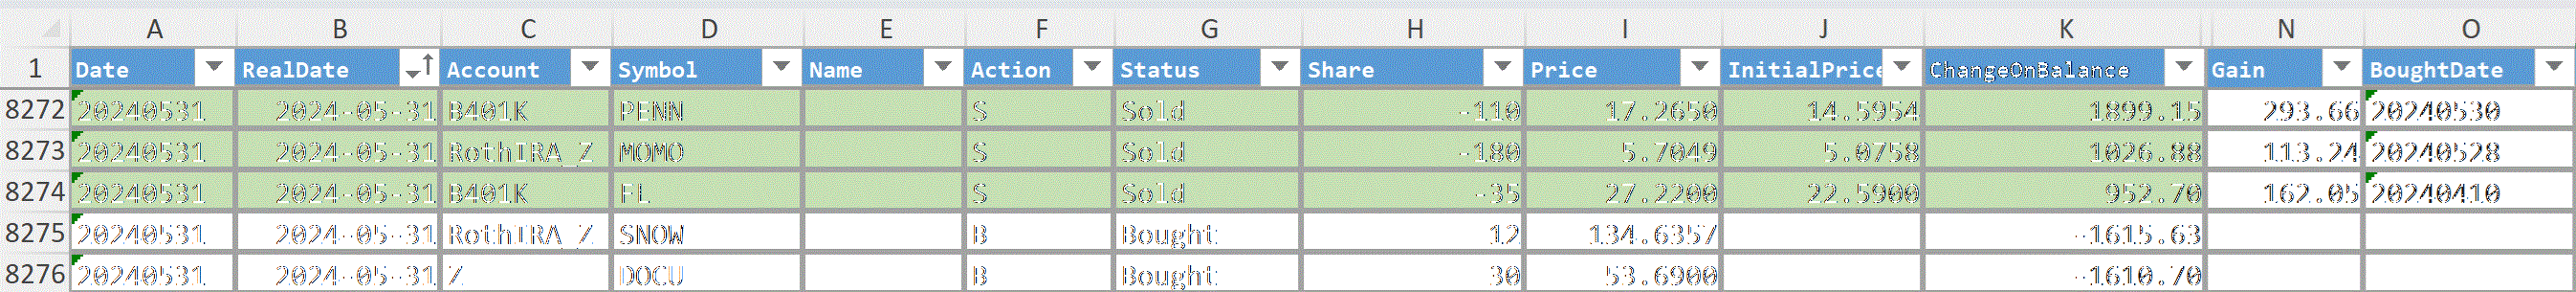 A B C D E F G H I J K N O
1 Date RealDate Account Symbol Name Action Status Share Price InitialPrice ChangeOnBalance Gain BoughtDate
8272 20240531 2024-05-31 B401K PENN S Sold -110 17.2650 14.5954 1899.15 293.66 20240530
8273 20240531 2024-05-31 RothIRA_Z MOMO S Sold -180 5.7049 5.0758 1026.88 113.24 20240528
8274 20240531 2024-05-31 B401K FL S Sold -35 27.2200 22.5900 952.70 162.05 20240410
8275 20240531 2024-05-31 RothIRA_Z SNOW B Bought 12 134.6357 -1615.63
8276 20240531 2024-05-31 Z DOCU B Bought 30 53.6900 -1610.70